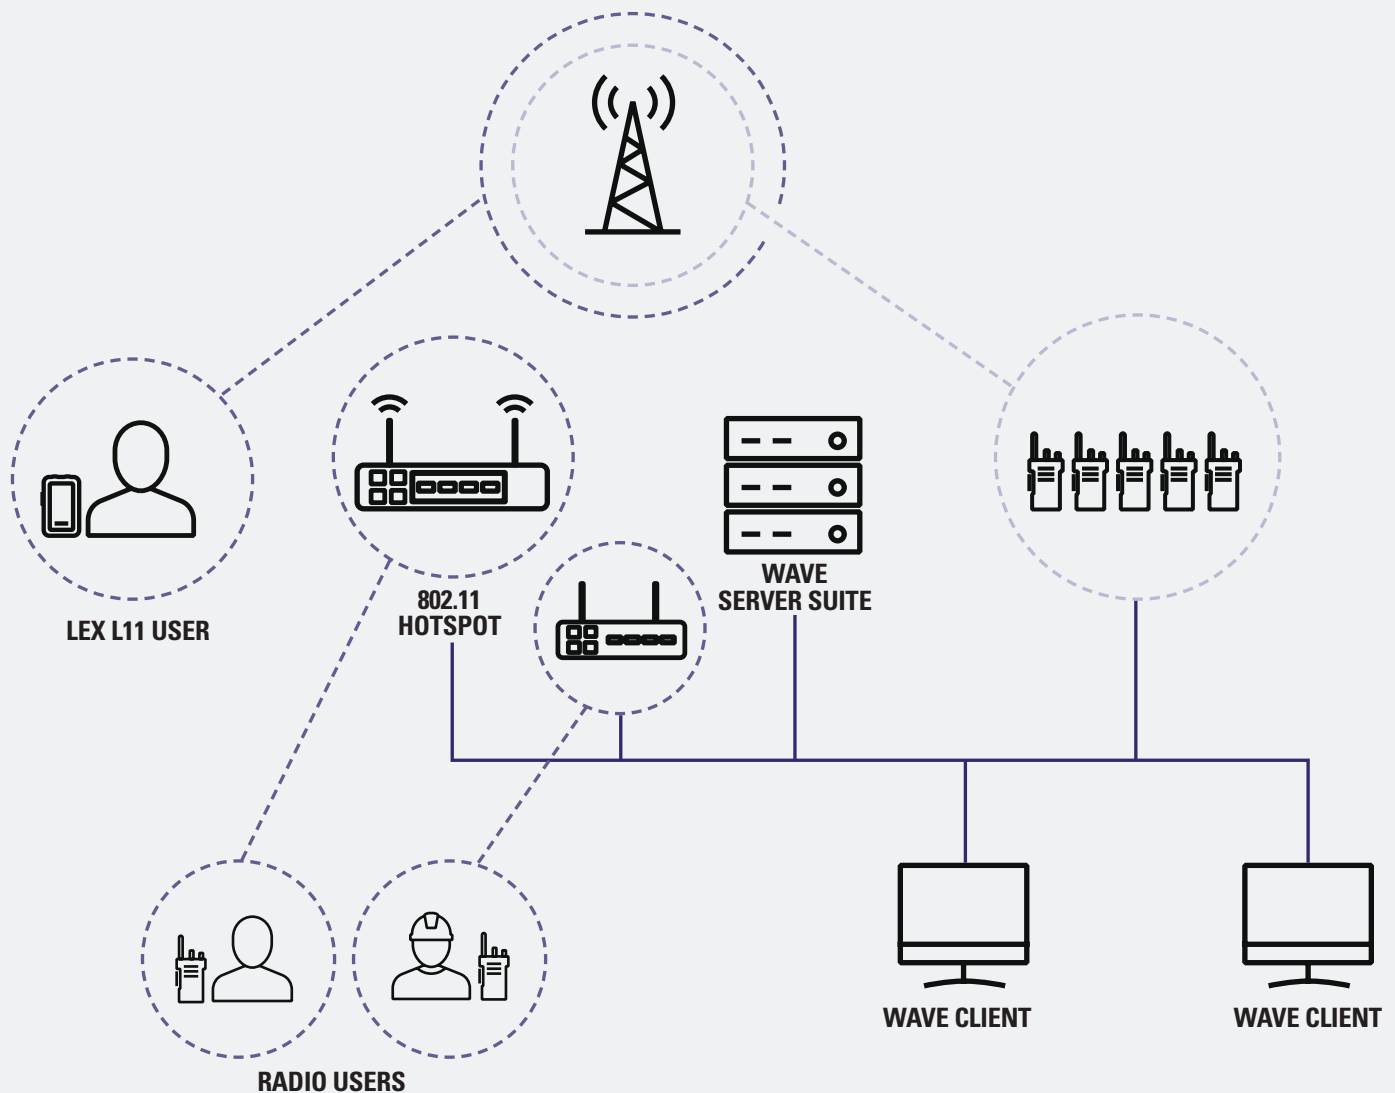 WAVE
SERVER SUITE
802.11
HOTSPOT
LEX L11 USER
WAVE CLIENT
WAVE CLIENT
RADIO USERS